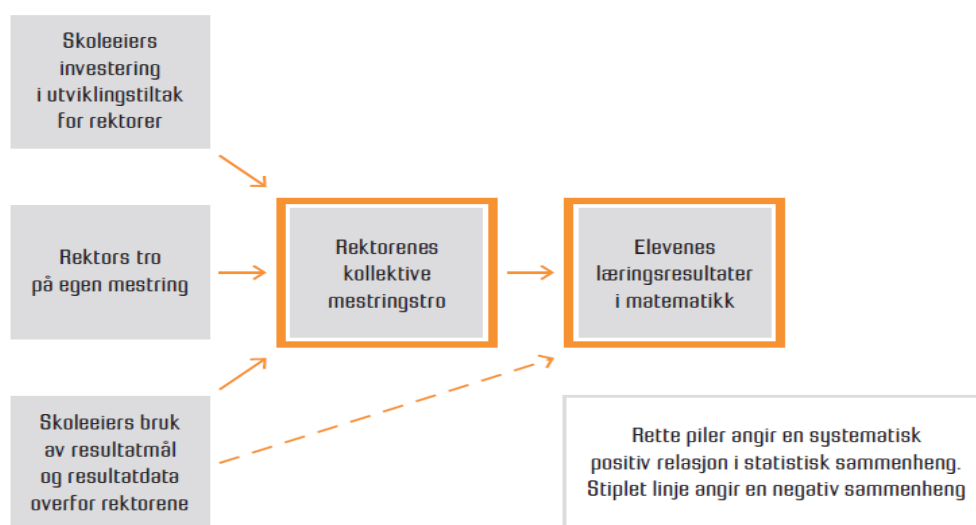 Skoleeiers
investering
i utviklingstiltak
for rektorer
Rektors tro
på egen mestring
Rektorenes
kollektive
mestringstro
Elevenes
læringsresultater
i matematikk
Skoleeiers bruk
av resultatmål
og resultatdata
overfor rektorene
Rette piler angir en systematisk
positiv relasjon i statistisk sammenheng.
Stiplet linje angir en negativ sammenheng